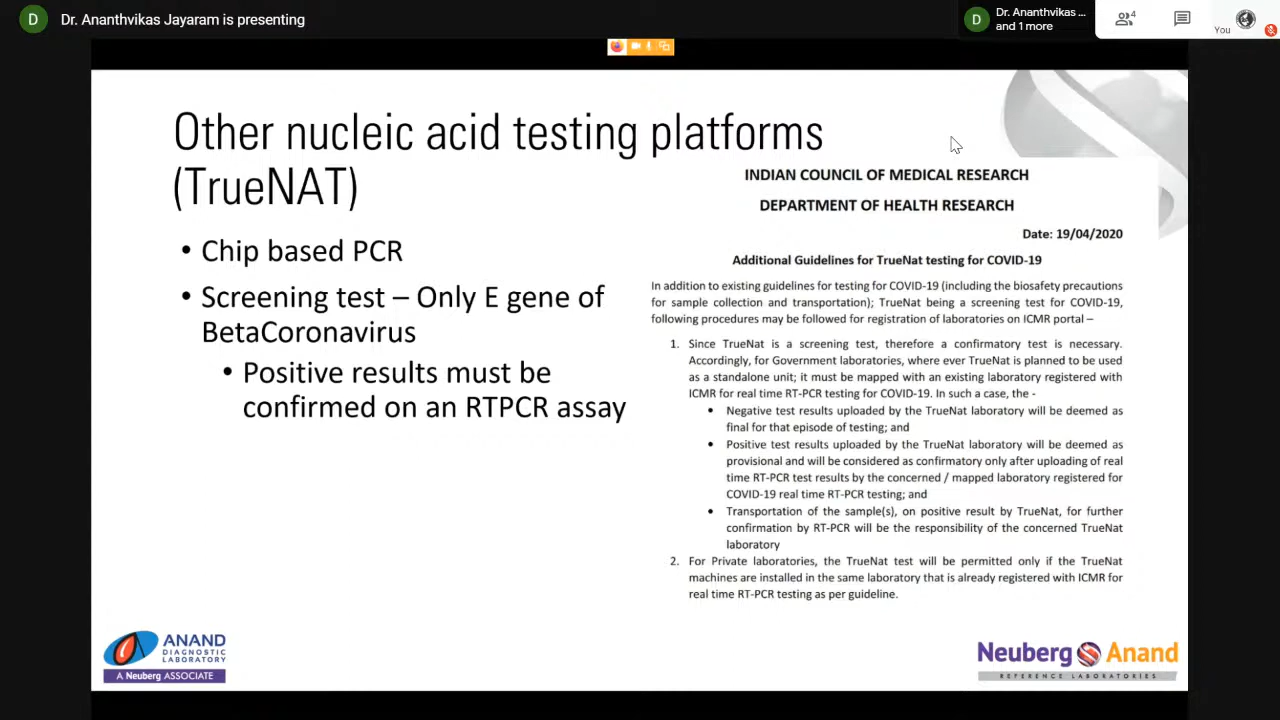 D Dr. Ananthvikas Jayaram is presenting
D Dr. Ananthvikas ...
and 1 more
4
You
Other nucleic acid testing platforms
(TrueNAT)
• Chip based PCR
• Screening test – Only E gene of
BetaCoronavirus
• Positive results must be
confirmed on an RTPCR assay
INDIAN COUNCIL OF MEDICAL RESEARCH
DEPARTMENT OF HEALTH RESEARCH
Date: 19/04/2020
Additional Guidelines for TrueNat testing for COVID-19
In addition to existing guidelines for testing for COVID-19 (including the biosafety precautions
for sample collection and transportation); TrueNat being a screening test for COVID-19,
following procedures may be followed for registration of laboratories on ICMR portal –
1. Since TrueNat is a screening test, therefore a confirmatory test is necessary.
Accordingly, for Government laboratories, where ever TrueNat is planned to be used
as a standalone unit; it must be mapped with an existing laboratory registered with
ICMR for real time RT-PCR testing for COVID-19. In such a case, the -
• Negative test results uploaded by the TrueNat laboratory will be deemed as
final for that episode of testing; and
• Positive test results uploaded by the TrueNat laboratory will be deemed as
provisional and will be considered as confirmatory only after uploading of real
time RT-PCR test results by the concerned / mapped laboratory registered for
COVID-19 real time RT-PCR testing; and
• Transportation of the sample(s), on positive result by TrueNat, for further
confirmation by RT-PCR will be the responsibility of the concerned TrueNat
laboratory
2. For Private laboratories, the TrueNat test will be permitted only if the TrueNat
machines are installed in the same laboratory that is already registered with ICMR for
real time RT-PCR testing as per guideline.
ANAND
DIAGNOSTIC
LABORATORY
A Neuberg ASSOCIATE
Neuberg Anand
REFERENCE LABORATORIES